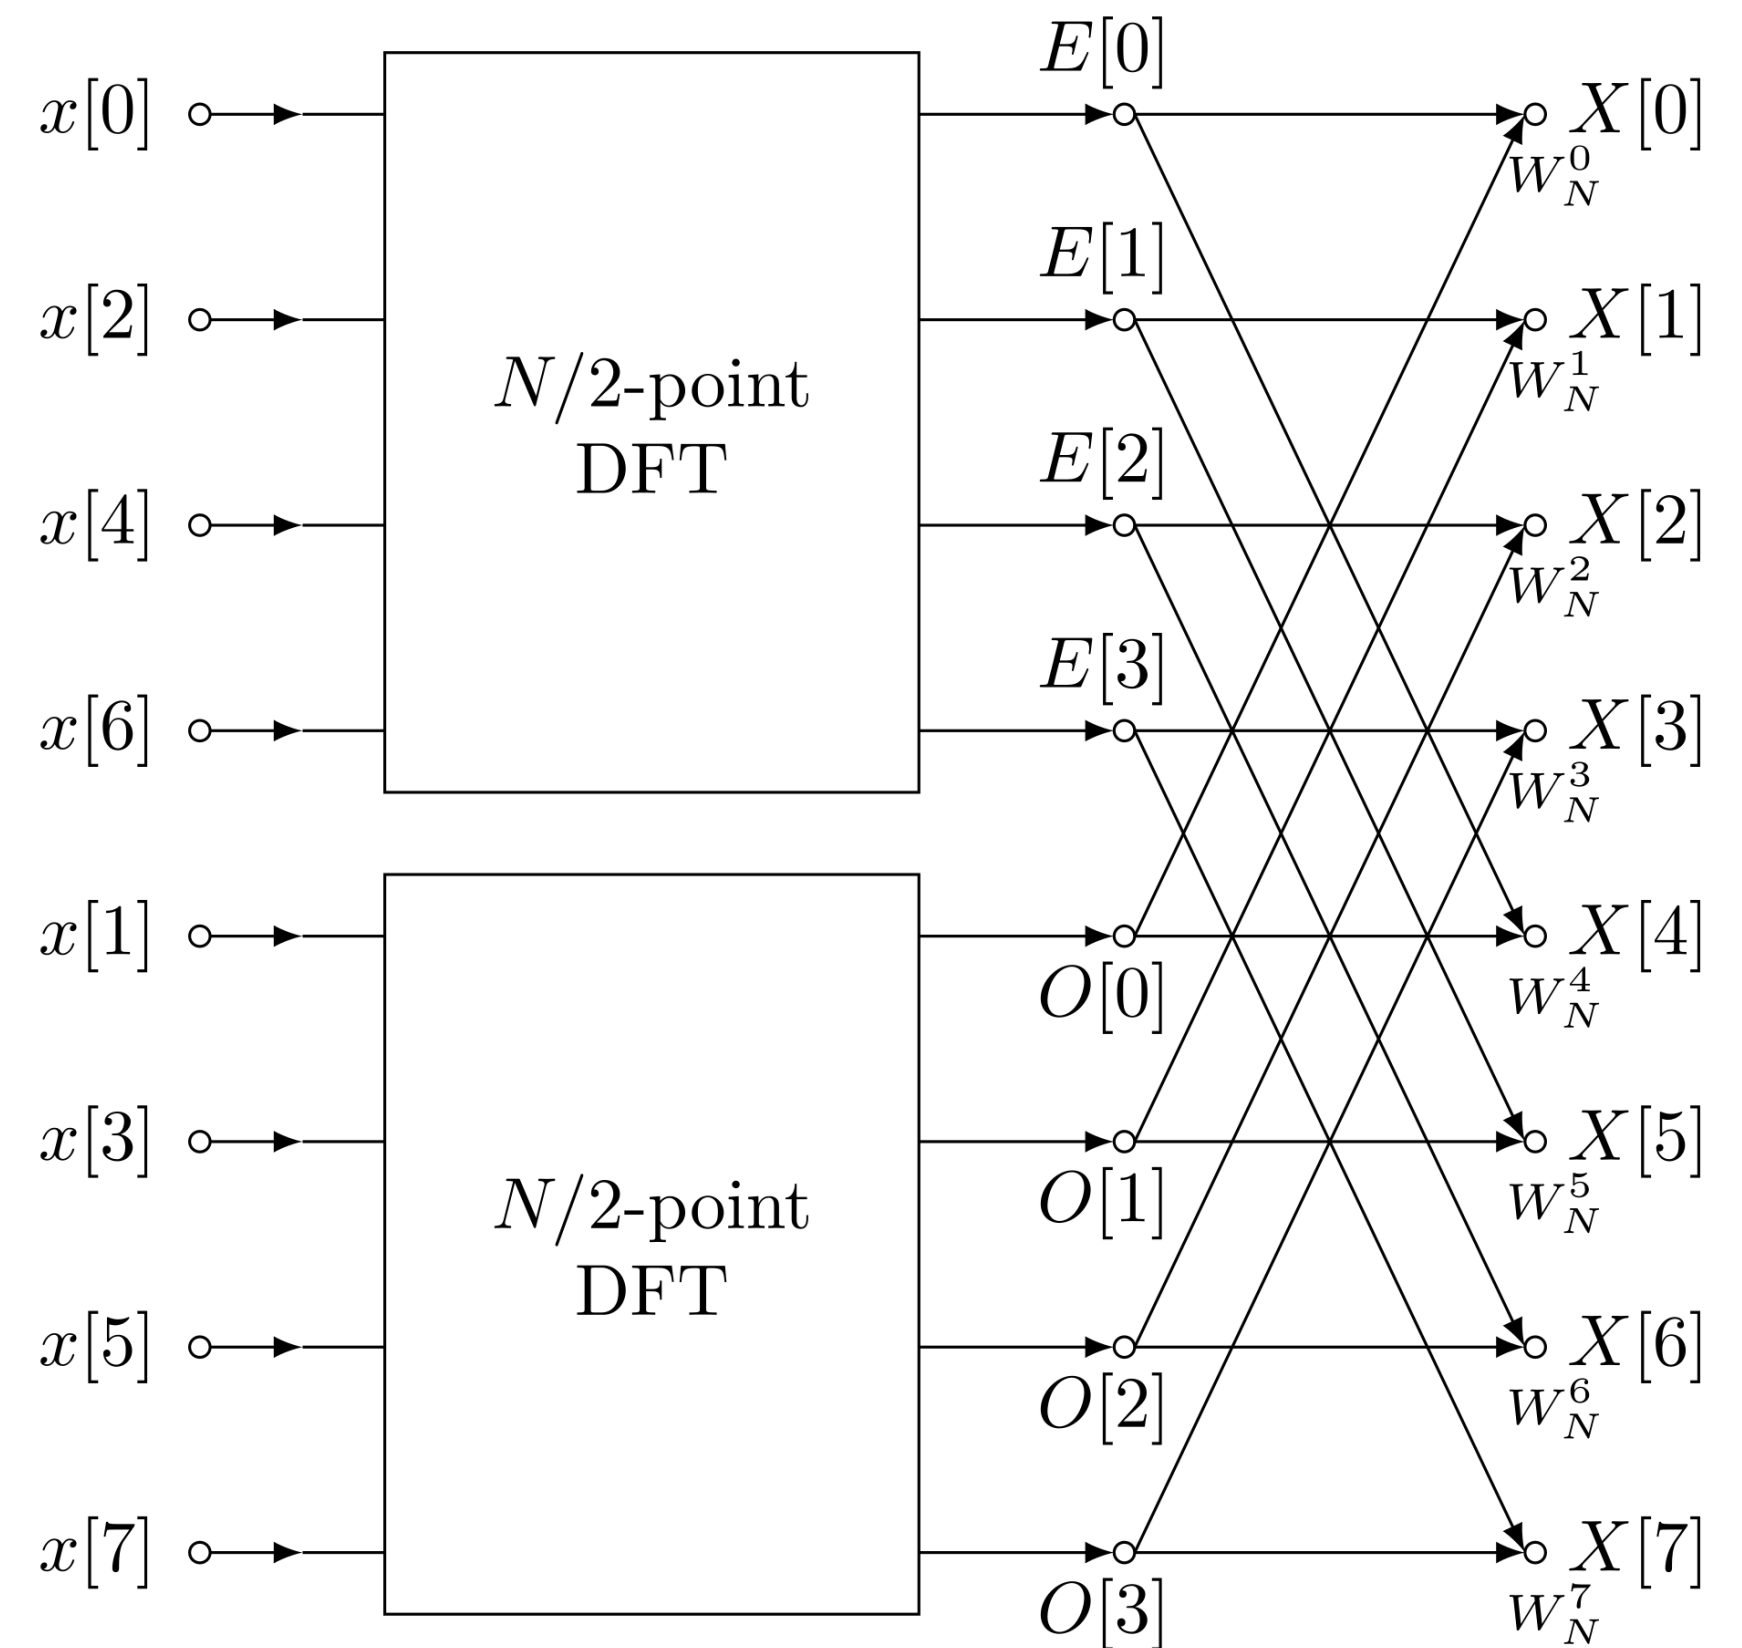 E[0]
x[0]
X[0]
W_N^0
E[1]
x[2]
X[1]
W_N^1
N/2-point
DFT
E[2]
x[4]
X[2]
W_N^2
E[3]
x[6]
X[3]
W_N^3
x[1]
X[4]
O[0]
W_N^4
x[3]
X[5]
O[1]
W_N^5
N/2-point
DFT
x[5]
X[6]
O[2]
W_N^6
x[7]
X[7]
O[3]
W_N^7